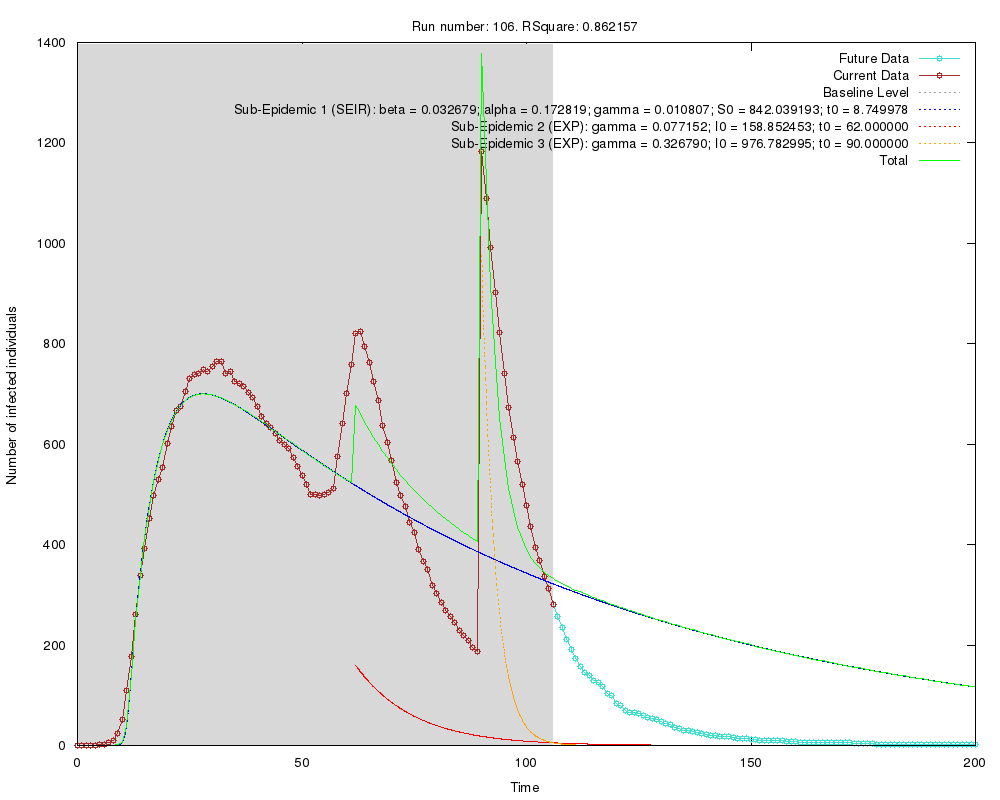 Run number: 106. RSquare: 0.862157
1400
1200
1000
800
600
400
200
0
Number of infected individuals
Future Data
Current Data
Baseline Level
Sub-Epidemic 1 (SEIR): beta = 0.032679; alpha = 0.172819; gamma = 0.010807; S0 = 842.039193; t0 = 8.749978
Sub-Epidemic 2 (EXP): gamma = 0.077152; I0 = 158.852453; t0 = 62.000000
Sub-Epidemic 3 (EXP): gamma = 0.326790; I0 = 976.782995; t0 = 90.000000
Total
0 50 100 150 200
Time